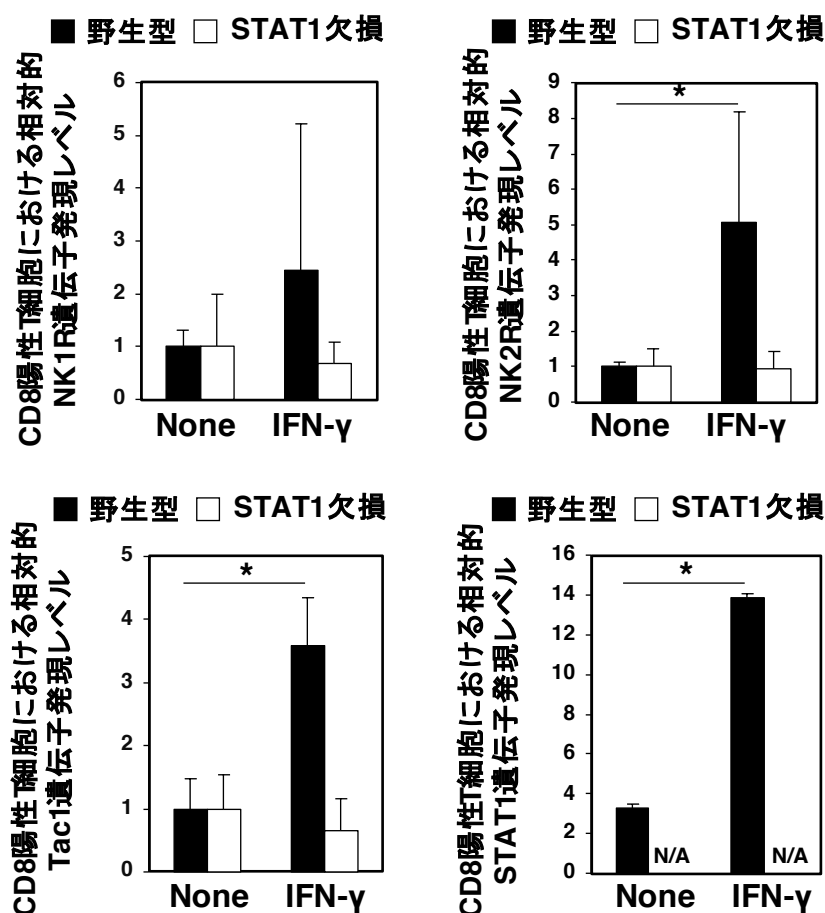 ■ 野生型 □ STAT1欠損
CD8陽性T細胞における相対的
NK1R遺伝子発現レベル
6
5
4
3
2
1
0
None IFN-γ
■ 野生型 □ STAT1欠損
CD8陽性T細胞における相対的
NK2R遺伝子発現レベル
9
8
7
6
5
4
3
2
1
0
*
None IFN-γ
■ 野生型 □ STAT1欠損
CD8陽性T細胞における相対的
Tac1遺伝子発現レベル
5
4
3
2
1
0
*
None IFN-γ
■ 野生型 □ STAT1欠損
CD8陽性T細胞における相対的
STAT1遺伝子発現レベル
16
14
12
10
8
6
4
2
0
*
N/A N/A
None IFN-γ